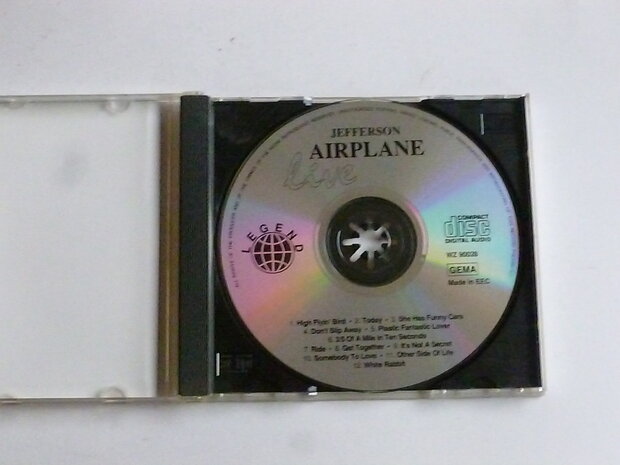 JEFFERSON
AIRPLANE
live
LEGEND
COMPACT
disc
DIGITAL AUDIO
WZ 90028
GEMA
Made in EEC
1. High Flyin' Bird - 2. Today - 3. She Has Funny Cars
4. Don't Slip Away - 5. Plastic Fantastic Lover
6. 3/5 Of A Mile In Ten Seconds
7. Ride - 8. Get Together - 9. It's Not A Secret
10. Somebody To Love - 11. Other Side Of Life
12. White Rabbit